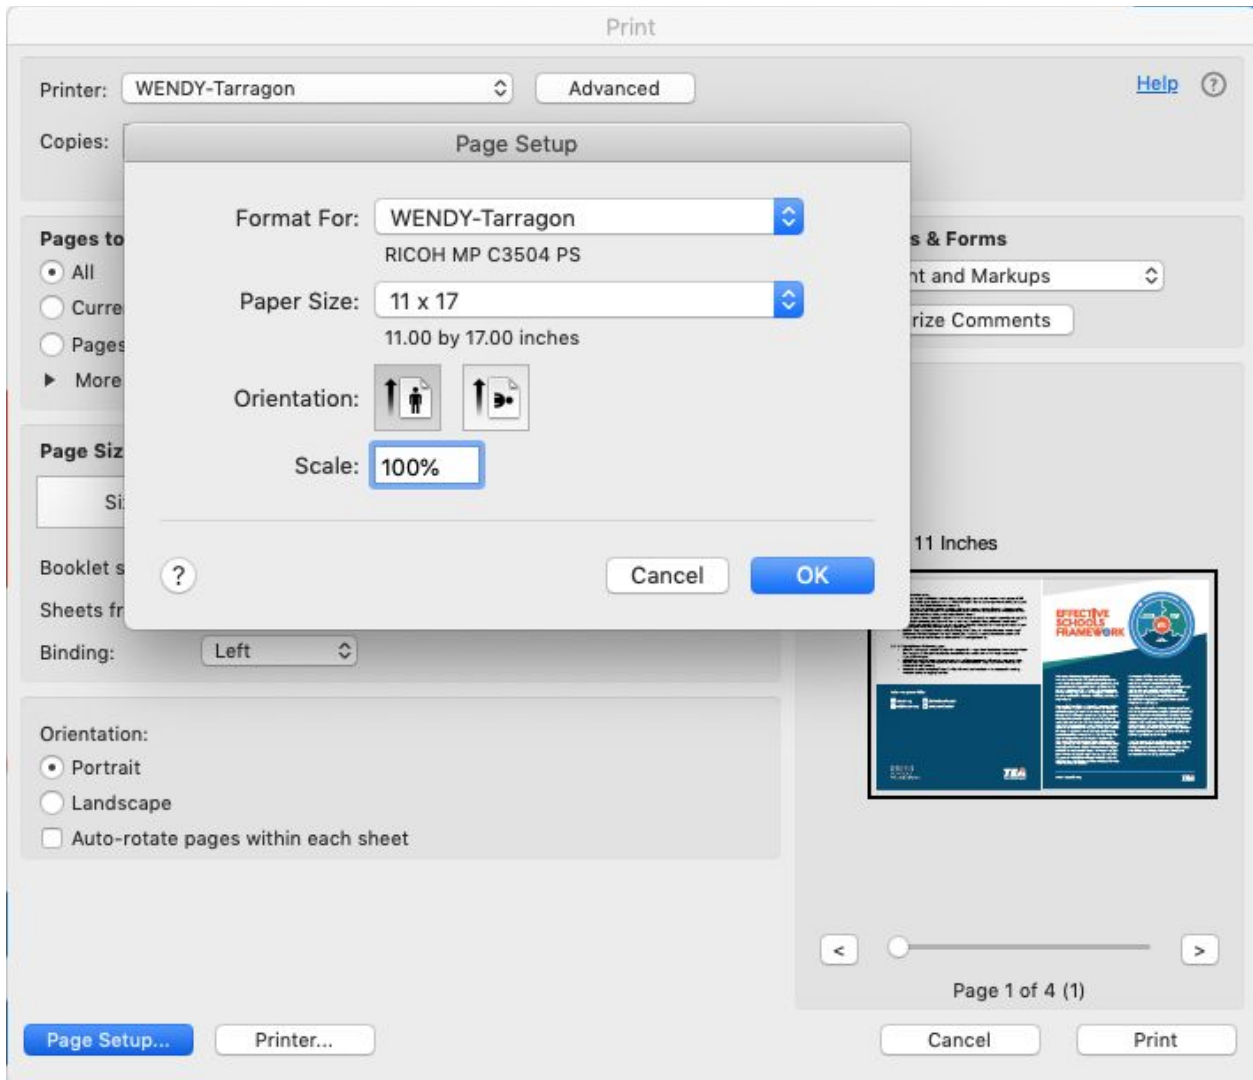 Print
Printer: WENDY-Tarragon Advanced Help ?
Copies:
Page Setup
Format For: WENDY-Tarragon
RICOH MP C3504 PS
Paper Size: 11 x 17
11.00 by 17.00 inches
Orientation:
Scale: 100%
? Cancel OK
Pages to
All
Curre
Pages
More
s & Forms
nt and Markups
rize Comments
Page Siz
Si
Booklet s
Sheets fr
Binding: Left
Orientation:
Portrait
Landscape
Auto-rotate pages within each sheet
11 Inches
EFFECTIVE
SCHOOLS
FRAMEWORK
TEA
TEA
< >
Page 1 of 4 (1)
Page Setup... Printer... Cancel Print